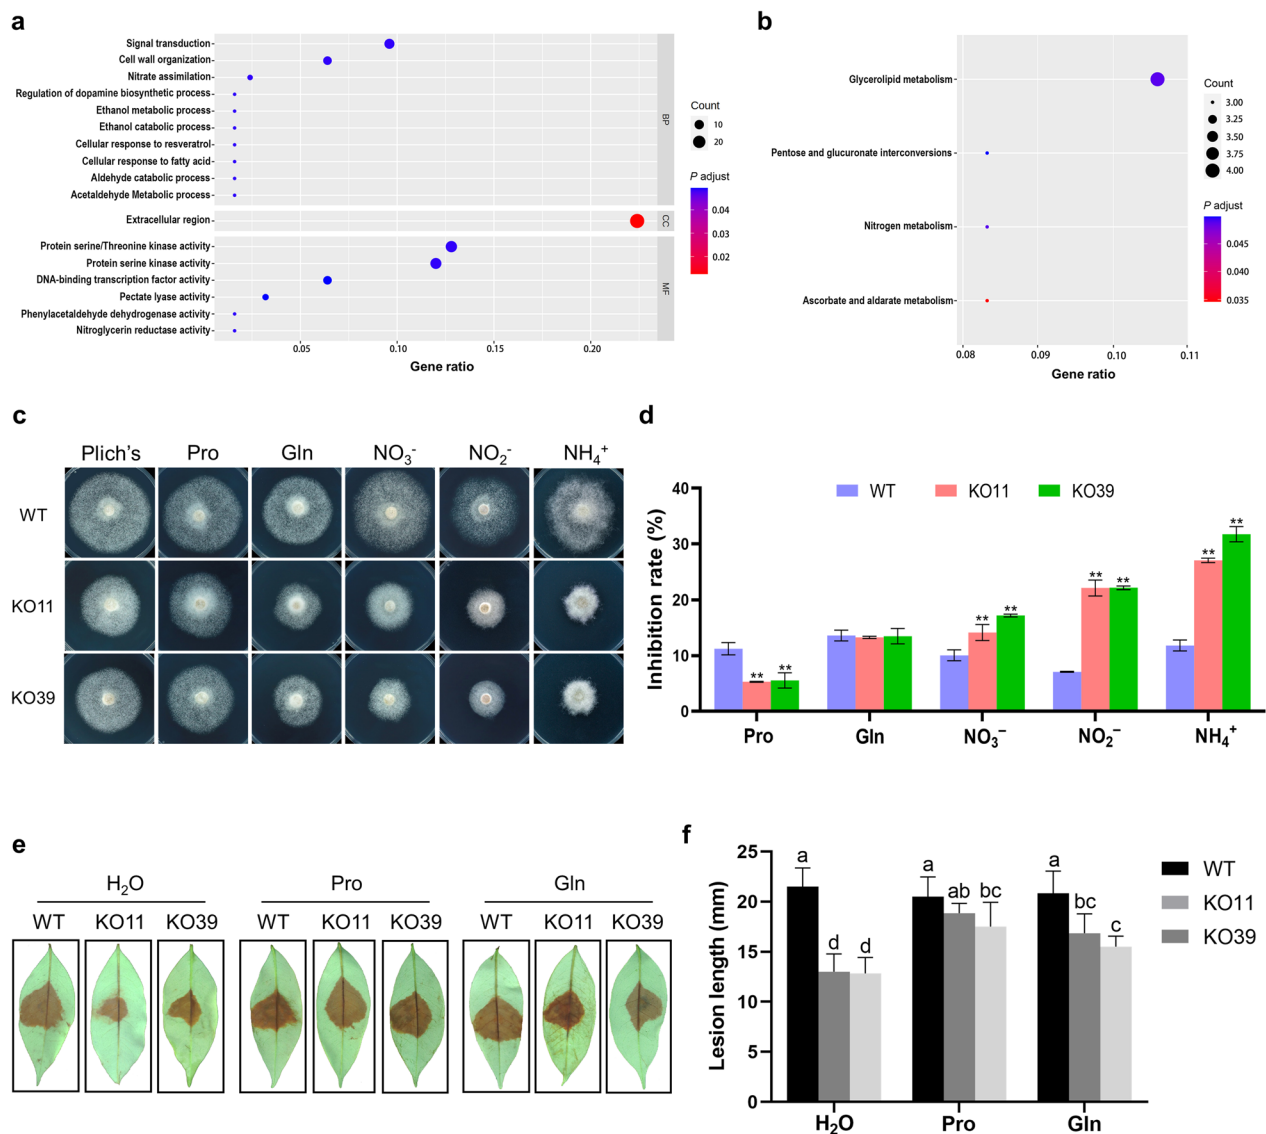 a
Signal transduction
Cell wall organization
Nitrate assimilation
Regulation of dopamine biosynthetic process
Ethanol metabolic process
Ethanol catabolic process
Cellular response to resveratrol
Cellular response to fatty acid
Aldehyde catabolic process
Acetaldehyde Metabolic process
Extracellular region
Protein serine/Threonine kinase activity
Protein serine kinase activity
DNA-binding transcription factor activity
Pectate lyase activity
Phenylacetaldehyde dehydrogenase activity
Nitroglycerin reductase activity
BP
CC
MF
0.05 0.10 0.15 0.20
Gene ratio
Count
10
20
P adjust
0.04
0.03
0.02
b
Glycerolipid metabolism
Pentose and glucuronate interconversions
Nitrogen metabolism
Ascorbate and aldarate metabolism
0.08 0.09 0.10 0.11
Gene ratio
Count
3.00
3.25
3.50
3.75
4.00
P adjust
0.045
0.040
0.035
c
Plich's Pro Gln NO₃⁻ NO₂⁻ NH₄⁺
WT
KO11
KO39
d
WT KO11 KO39
Inhibition rate (%)
40
30
20
10
0
** **
** **
** **
** **
Pro Gln NO₃⁻ NO₂⁻ NH₄⁺
e
H₂O Pro Gln
WT KO11 KO39 WT KO11 KO39 WT KO11 KO39
f
Lesion length (mm)
25
20
15
10
5
0
a d d a ab bc a bc c
H₂O Pro Gln
WT
KO11
KO39